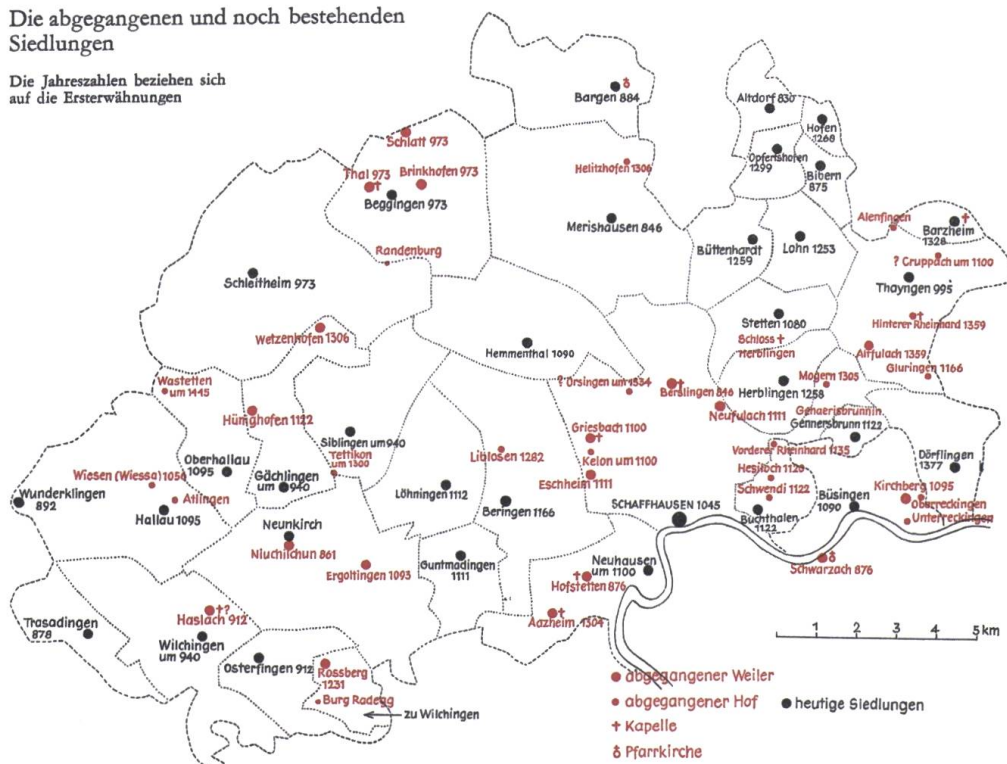 Die abgegangenen und noch bestehenden
Siedlungen
Die Jahreszahlen beziehen sich
auf die Ersterwähnungen
Bargen 884
Altdorf 830
Hofen
1268
Opfertshofen
1299
Bibern
875
Schlatt 973
Thal 973
Brinkhofen 973
Beggingen 973
Helitzhofen 1306
Merishausen 846
Randenburg
Schleitheim 973
Büttenhardt
1259
Lohn 1253
Alenfingen
Barzheim
1328
? Cruppach um 1100
Thayngen 995
Hinterer Rheinhard 1359
Wetzenhofen 1306
Hemmenthal 1090
Stetten 1080
Schloss
Herblingen
Altfulach 1359
Gluringen 1166
Wastetten
um 1445
? Orsingen um 1334
Berslingen 846
Herblingen 1258
Mogern 1305
Hünighofen 1122
Neufulach 1111
Griesbach 1100
Genaerisbrunnin
Gennersbrunn 1122
Siblingen um 940
Tettikon
um 1300
Liblosen 1282
Kelon um 1100
Eschheim 1111
Vorderer Rheinhard 1135
Hesiloch 1120
Schwendi 1122
Dörflingen
1377
Oberhallau
1095
Wiesen (Wiessa) 1050
Gächlingen
um 940
Atlingen
Wunderklingen
892
Hallau 1095
Löhningen 1112
Beringen 1166
SCHAFFHAUSEN 1045
Buchthalen
1122
Büsingen
1090
Kirchberg 1095
Oberreckingen
Unterreckingen
Neunkirch
Niuchilchun 861
Ergoltingen 1093
Guntmadingen
1111
Neuhausen
um 1100
Hofstetten 876
Schwarzach 876
Haslach 912
†?
Trasadingen
878
Wilchingen
um 940
Aazheim 1304
Osterfingen 912
Rossberg
1231
Burg Radegg
zu Wilchingen
1 2 3 4 5 km
abgegangener Weiler
abgegangener Hof
heutige Siedlungen
† Kapelle
Pfarrkirche